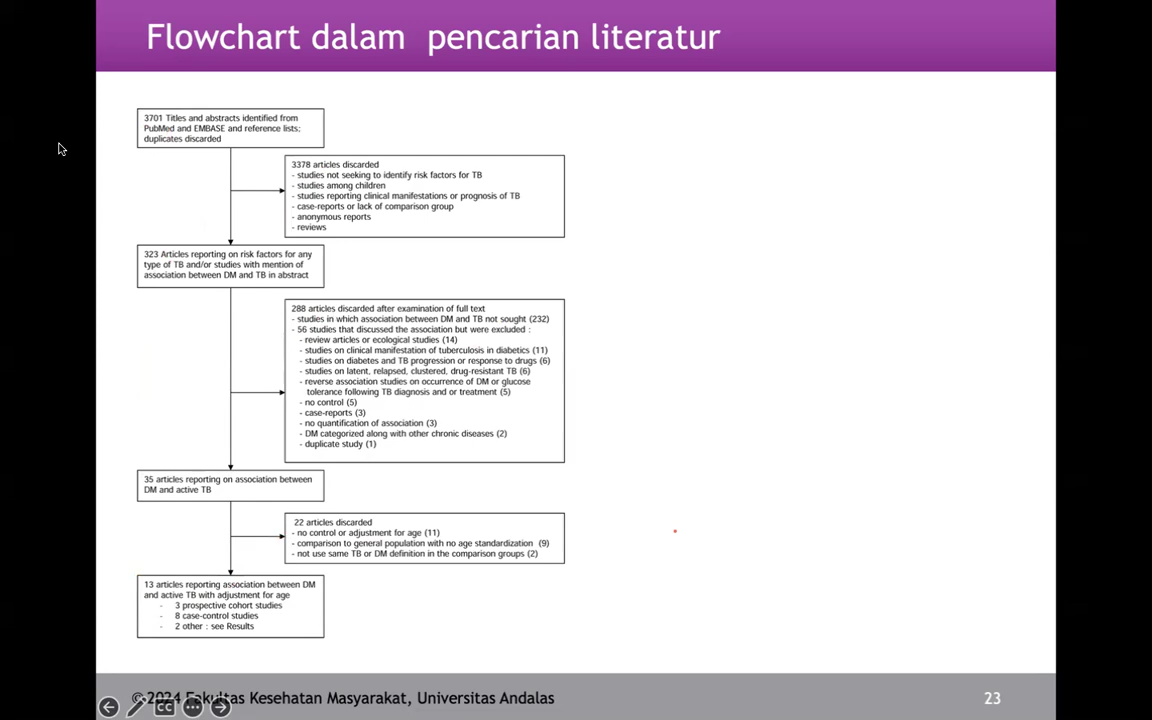 Flowchart dalam pencarian literatur
3701 Titles and abstracts identified from
PubMed and EMBASE and reference lists;
duplicates discarded
3378 articles discarded
- studies not seeking to identify risk factors for TB
- studies among children
- studies reporting clinical manifestations or prognosis of TB
- case-reports or lack of comparison group
- anonymous reports
- reviews
323 Articles reporting on risk factors for any
type of TB and/or studies with mention of
association between DM and TB in abstract
288 articles discarded after examination of full text
- studies in which association between DM and TB not sought (232)
- 56 studies that discussed the association but were excluded :
- review articles or ecological studies (14)
- studies on clinical manifestation of tuberculosis in diabetics (11)
- studies on diabetes and TB progression or response to drugs (6)
- studies on latent, relapsed, clustered, drug-resistant TB (6)
- reverse association studies on occurrence of DM or glucose
tolerance following TB diagnosis and or treatment (5)
- no control (5)
- case-reports (3)
- no quantification of association (3)
- DM categorized along with other chronic diseases (2)
- duplicate study (1)
35 articles reporting on association between
DM and active TB
22 articles discarded
- no control or adjustment for age (11)
- comparison to general population with no age standardization (9)
- not use same TB or DM definition in the comparison groups (2)
13 articles reporting association between DM
and active TB with adjustment for age
- 3 prospective cohort studies
- 8 case-control studies
- 2 other : see Results
©2024 Fakultas Kesehatan Masyarakat, Universitas Andalas
23
CC